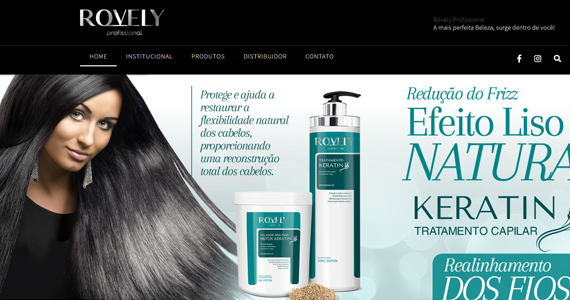 ROVELY
profissional
Rovely Profissional
A mais perfeita Beleza, surge dentro de você!
HOME
INSTITUCIONAL
PRODUTOS
DISTRIBUIDOR
CONTATO
Protege e ajuda a
restaurar a
flexibilidade natural
dos cabelos,
proporcionando
uma reconstrução
total dos cabelos.
ROVELY
TRATAMENTO
KERATIN
ROVELY
KERATIN
Redução do Frizz
Efeito Liso
NATURA
KERATIN
TRATAMENTO CAPILAR
Realinhamento
DOS FIOS